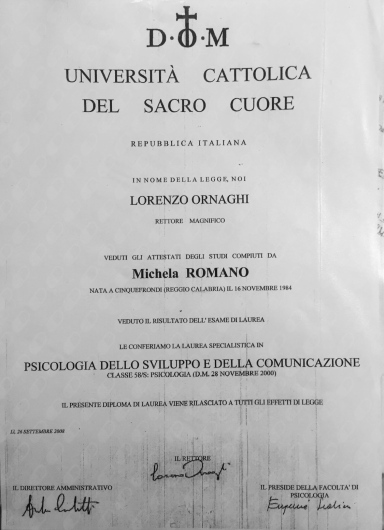 D·O·M
UNIVERSITÀ CATTOLICA
DEL SACRO CUORE
REPUBBLICA ITALIANA
IN NOME DELLA LEGGE, NOI
LORENZO ORNAGHI
RETTORE MAGNIFICO
VEDUTI GLI ATTESTATI DEGLI STUDI COMPIUTI DA
Michela ROMANO
NATA A CINQUEFRONDI (REGGIO CALABRIA) IL 16 NOVEMBRE 1984
VEDUTO IL RISULTATO DELL'ESAME DI LAUREA
LE CONFERIAMO LA LAUREA SPECIALISTICA IN
PSICOLOGIA DELLO SVILUPPO E DELLA COMUNICAZIONE
CLASSE 58/S: PSICOLOGIA (D.M. 28 NOVEMBRE 2000)
IL PRESENTE DIPLOMA DI LAUREA VIENE RILASCIATO A TUTTI GLI EFFETTI DI LEGGE
SETTEMBRE 2008
IL RETTORE
IL DIRETTORE AMMINISTRATIVO
IL PRESIDE DELLA FACOLTA' DI
PSICOLOGIA